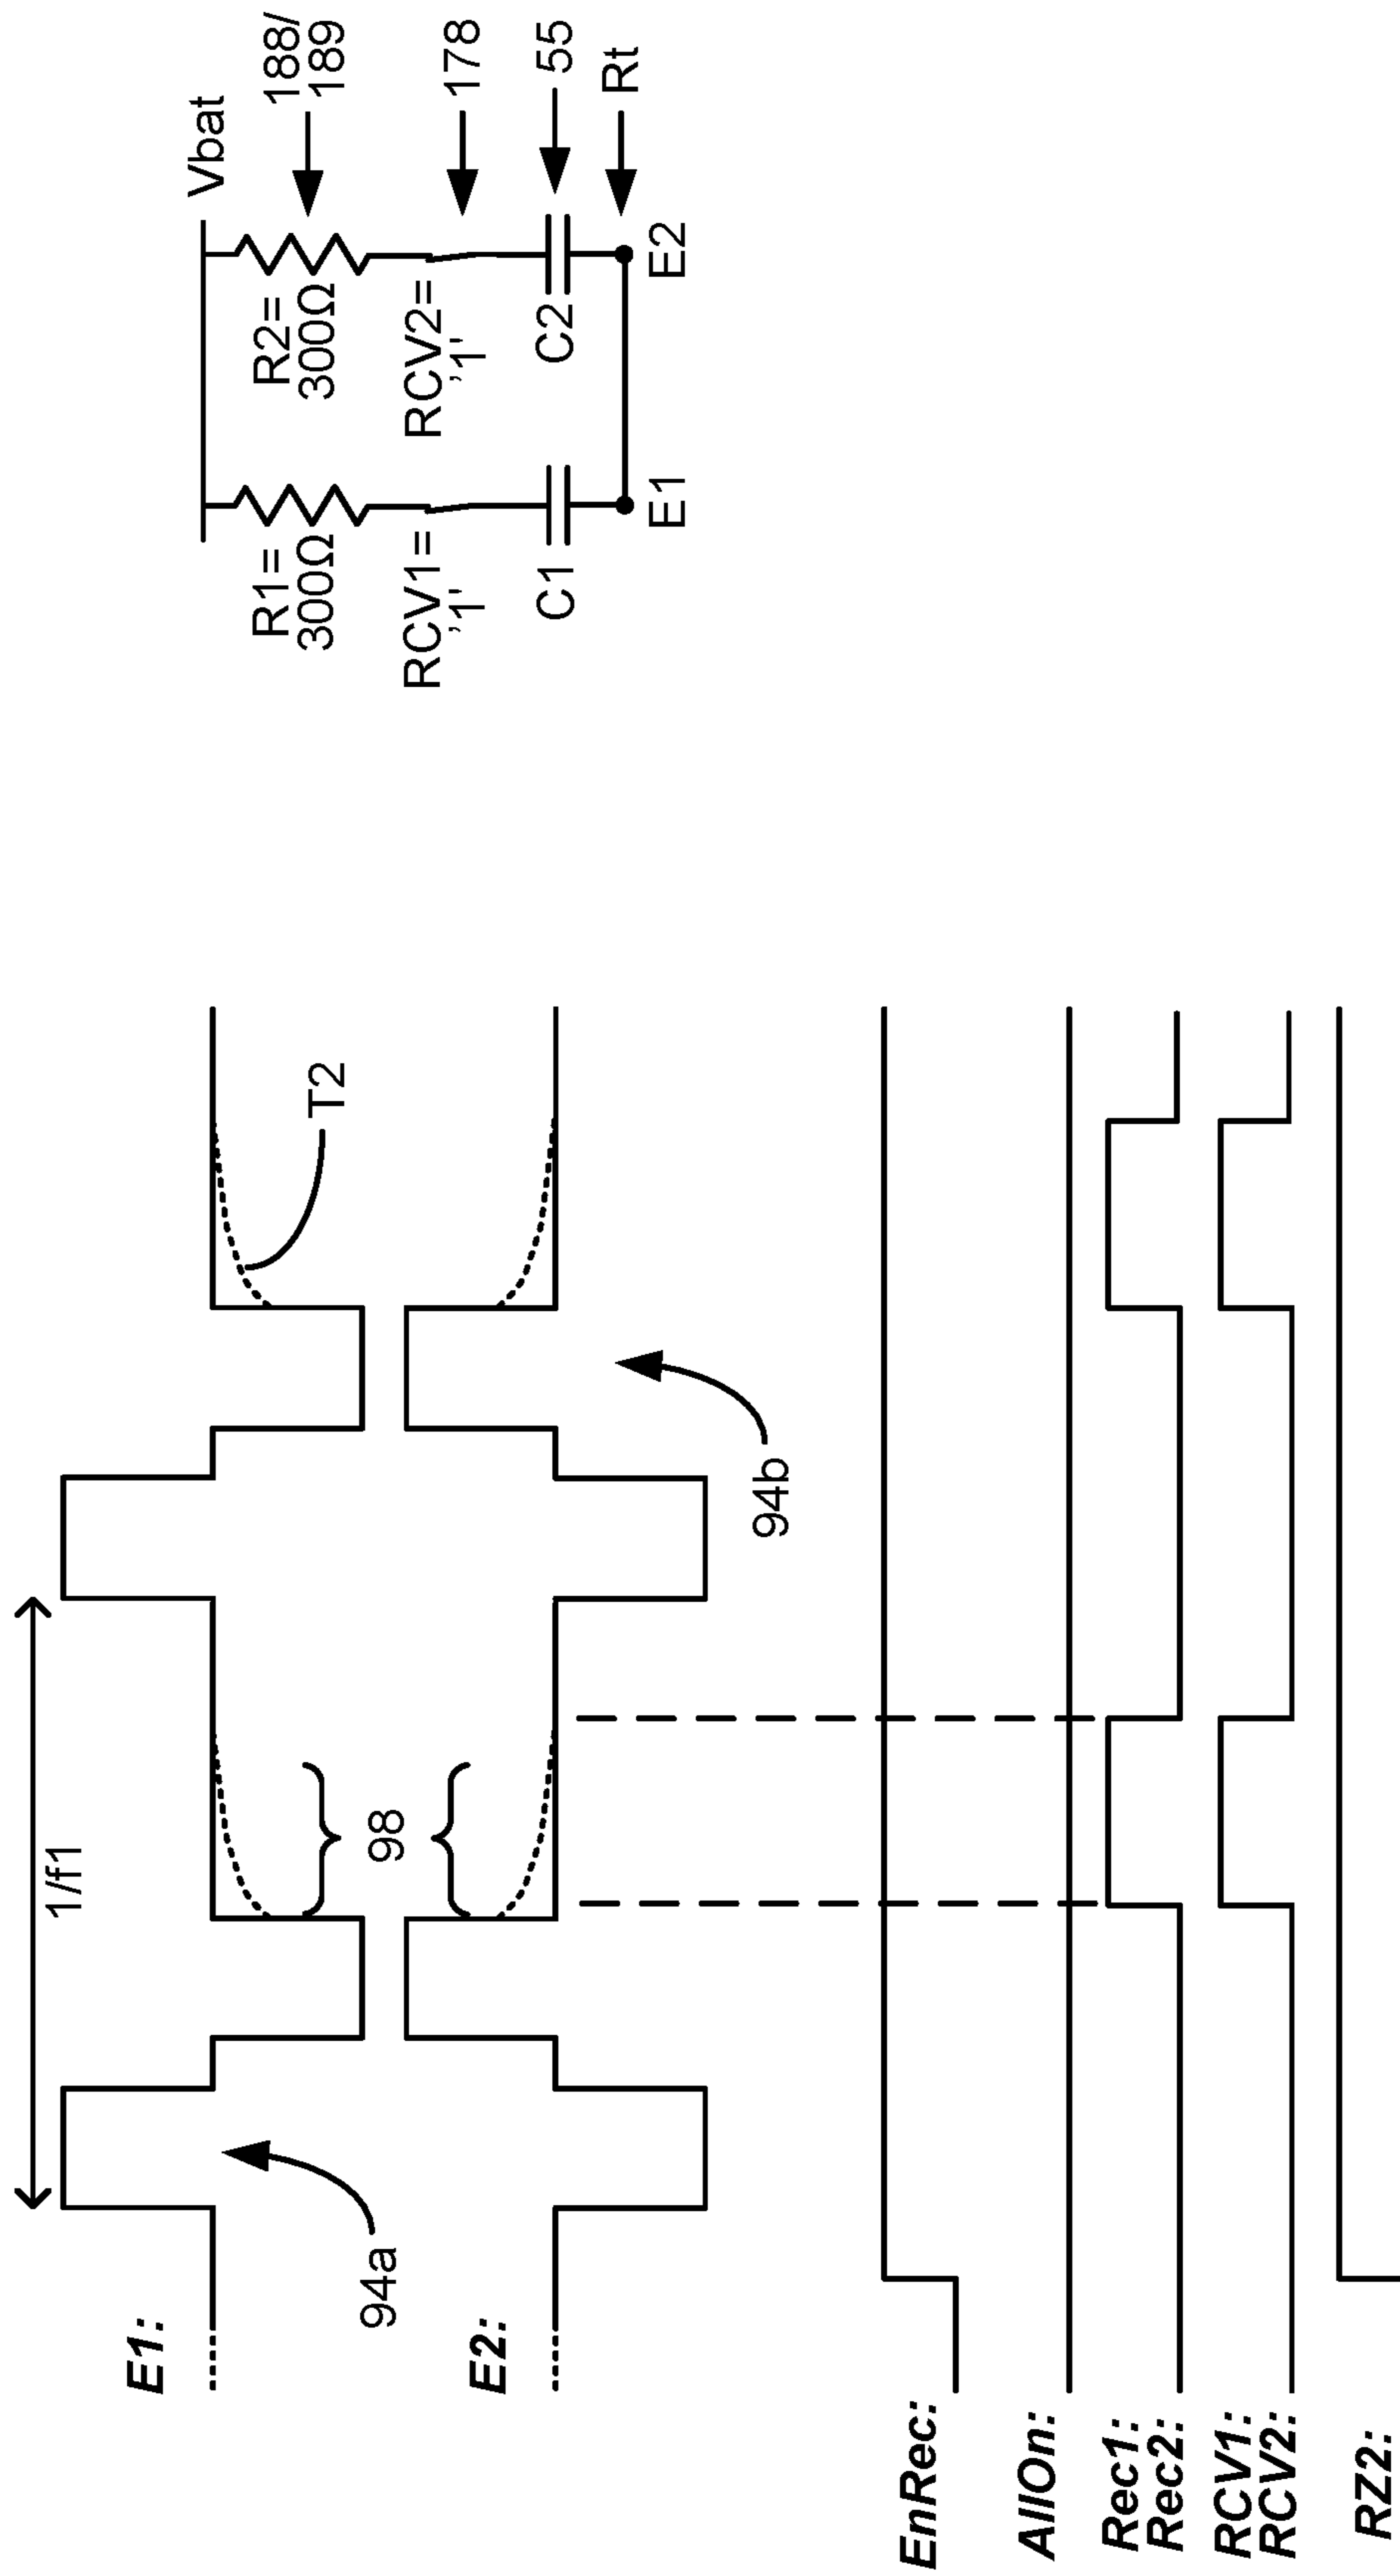 1/f1
E1:
94a
98
T2
E2:
94b
EnRec:
AllOn:
Rec1:
Rec2:
RCV1:
RCV2:
RZ2:
Vbat
R1=
300Ω
R2=
300Ω
188/
189
RCV1=
'1'
RCV2=
'1'
178
C1
C2
55
E1
E2
Rt